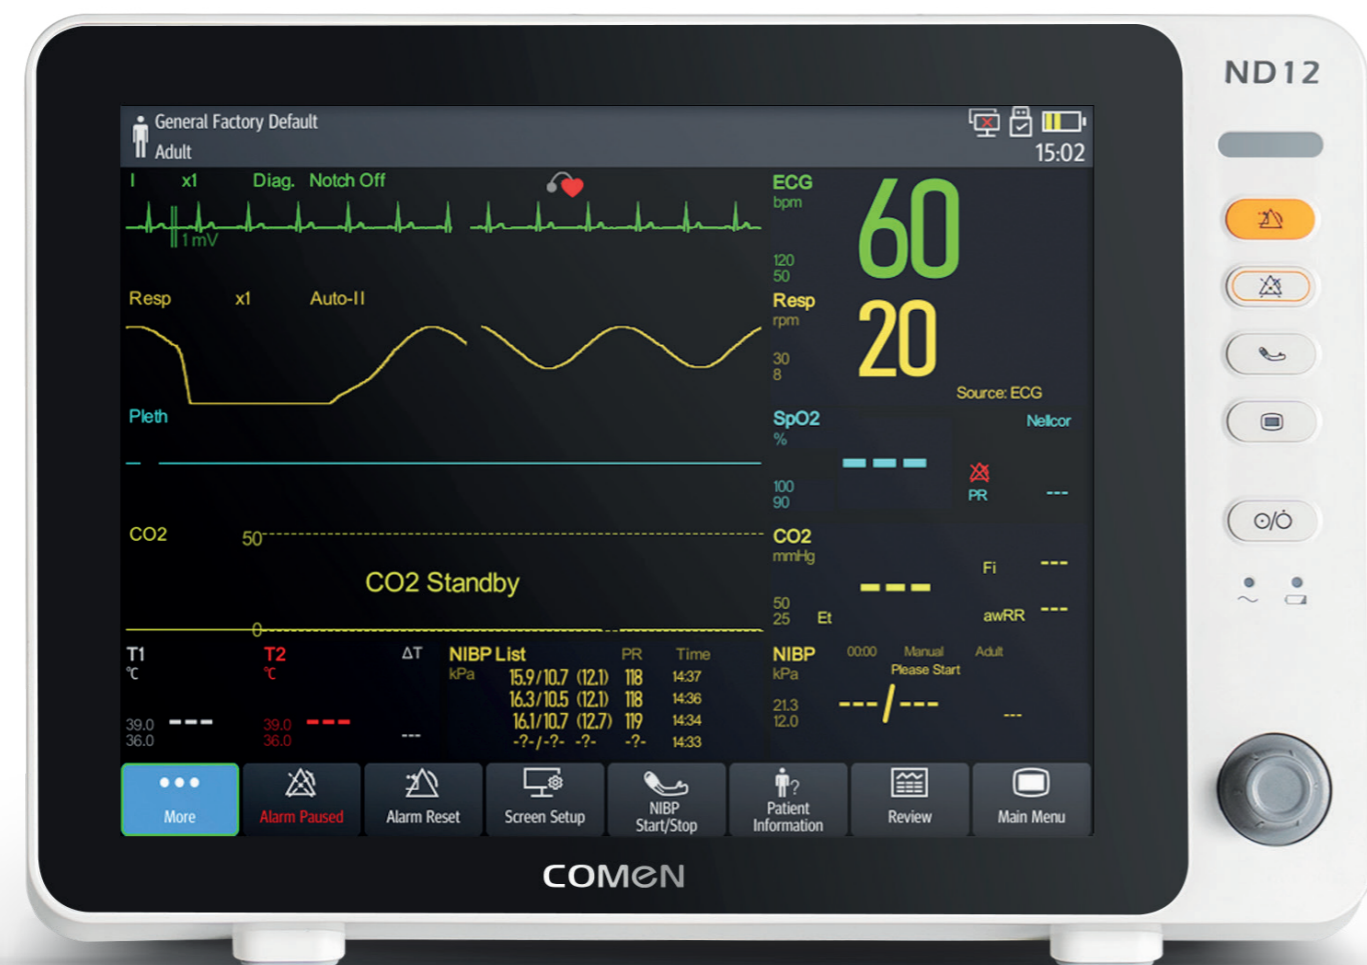 ND12
General Factory Default
Adult
15:02
I x1 Diag. Notch Off
1mV
ECG
bpm
120
50
60
Resp x1 Auto-II
Resp
rpm
30
8
20
Source: ECG
Pleth
SpO2
%
100
90
---
Nellcor
PR ---
CO2
50
CO2 Standby
0
CO2
mmHg
50
25 Et
---
Fi ---
awRR ---
T1
°C
39.0
36.0
---
T2
°C
39.0
36.0
---
ΔT
---
NIBP List PR Time
kPa 15.9/10.7 (12.1) 118 14:37
16.3/10.5 (12.1) 118 14:36
16.1/10.7 (12.7) 119 14:34
-?-/-?- -?- -?- 14:33
NIBP 00:00 Manual Adult
kPa Please Start
21.3
12.0
---/---
---
More
Alarm Paused
Alarm Reset
Screen Setup
NIBP
Start/Stop
Patient
Information
Review
Main Menu
COMEN